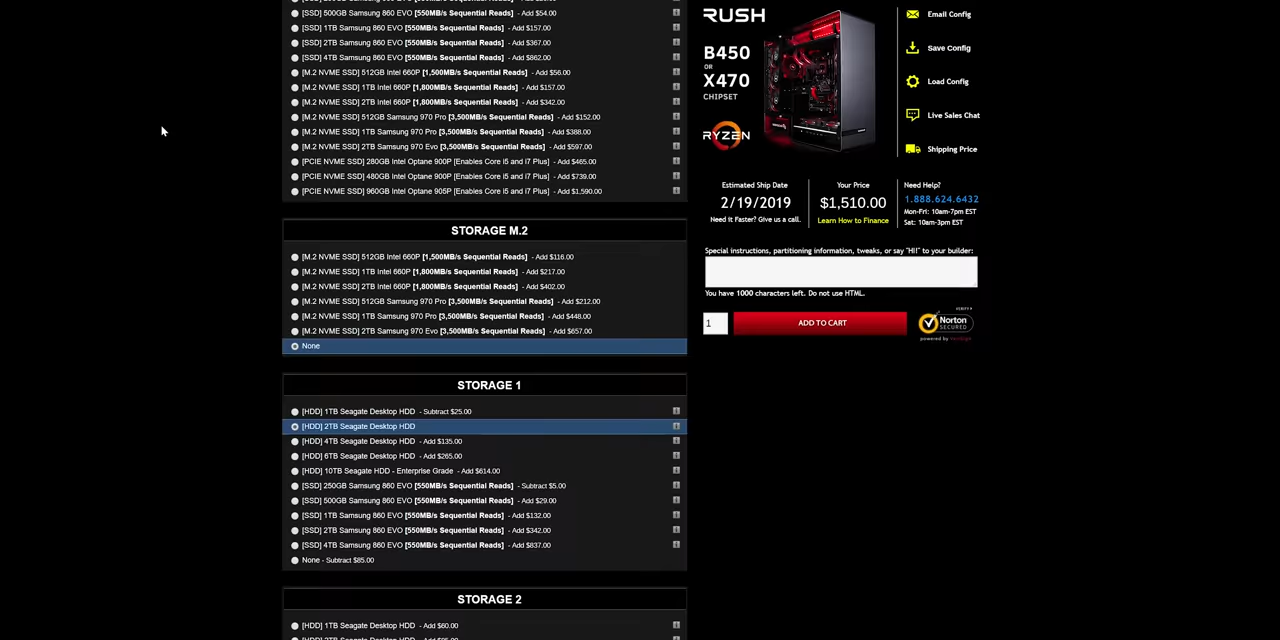 [SSD] 500GB Samsung 860 EVO [550MB/s Sequential Reads] - Add $54.00
[SSD] 1TB Samsung 860 EVO [550MB/s Sequential Reads] - Add $157.00
[SSD] 2TB Samsung 860 EVO [550MB/s Sequential Reads] - Add $367.00
[SSD] 4TB Samsung 860 EVO [550MB/s Sequential Reads] - Add $862.00
[M.2 NVME SSD] 512GB Intel 660P [1,500MB/s Sequential Reads] - Add $56.00
[M.2 NVME SSD] 1TB Intel 660P [1,800MB/s Sequential Reads] - Add $157.00
[M.2 NVME SSD] 2TB Intel 660P [1,800MB/s Sequential Reads] - Add $342.00
[M.2 NVME SSD] 512GB Samsung 970 Pro [3,500MB/s Sequential Reads] - Add $152.00
[M.2 NVME SSD] 1TB Samsung 970 Pro [3,500MB/s Sequential Reads] - Add $388.00
[M.2 NVME SSD] 2TB Samsung 970 Evo [3,500MB/s Sequential Reads] - Add $597.00
[PCIE NVME SSD] 280GB Intel Optane 900P [Enables Core I5 and I7 Plus] - Add $465.00
[PCIE NVME SSD] 480GB Intel Optane 900P [Enables Core I5 and I7 Plus] - Add $739.00
[PCIE NVME SSD] 960GB Intel Optane 905P [Enables Core I5 and I7 Plus] - Add $1,590.00
STORAGE M.2
[M.2 NVME SSD] 512GB Intel 660P [1,500MB/s Sequential Reads] - Add $116.00
[M.2 NVME SSD] 1TB Intel 660P [1,800MB/s Sequential Reads] - Add $217.00
[M.2 NVME SSD] 2TB Intel 660P [1,800MB/s Sequential Reads] - Add $402.00
[M.2 NVME SSD] 512GB Samsung 970 Pro [3,500MB/s Sequential Reads] - Add $212.00
[M.2 NVME SSD] 1TB Samsung 970 Pro [3,500MB/s Sequential Reads] - Add $448.00
[M.2 NVME SSD] 2TB Samsung 970 Evo [3,500MB/s Sequential Reads] - Add $657.00
None
STORAGE 1
[HDD] 1TB Seagate Desktop HDD - Subtract $25.00
[HDD] 2TB Seagate Desktop HDD
[HDD] 4TB Seagate Desktop HDD - Add $135.00
[HDD] 6TB Seagate Desktop HDD - Add $265.00
[HDD] 10TB Seagate HDD - Enterprise Grade - Add $614.00
[SSD] 250GB Samsung 860 EVO [550MB/s Sequential Reads] - Subtract $5.00
[SSD] 500GB Samsung 860 EVO [550MB/s Sequential Reads] - Add $29.00
[SSD] 1TB Samsung 860 EVO [550MB/s Sequential Reads] - Add $132.00
[SSD] 2TB Samsung 860 EVO [550MB/s Sequential Reads] - Add $342.00
[SSD] 4TB Samsung 860 EVO [550MB/s Sequential Reads] - Add $837.00
None - Subtract $85.00
STORAGE 2
[HDD] 1TB Seagate Desktop HDD - Add $60.00
RUSH
B450
OR
X470
CHIPSET
RYZEN
Email Config
Save Config
Load Config
Live Sales Chat
Shipping Price
Estimated Ship Date
2/19/2019
Need it Faster? Give us a call.
Your Price
$1,510.00
Learn How to Finance
Need Help?
1.888.624.6432
Mon-Fri: 10am-7pm EST
Sat: 10am-3pm EST
Special instructions, partitioning information, tweaks, or say "HI!" to your builder:
You have 1000 characters left. Do not use HTML.
1
ADD TO CART
VERIFY
Norton
SECURED
powered by VeriSign